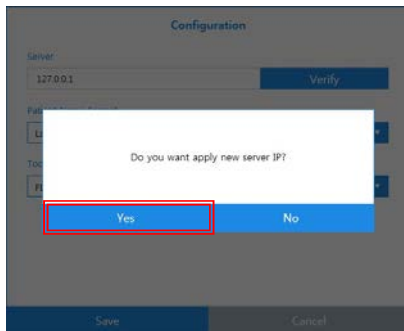 Configuration
Server
127.0.0.1 Verify
Do you want apply new server IP?
Yes No
Save Cancel